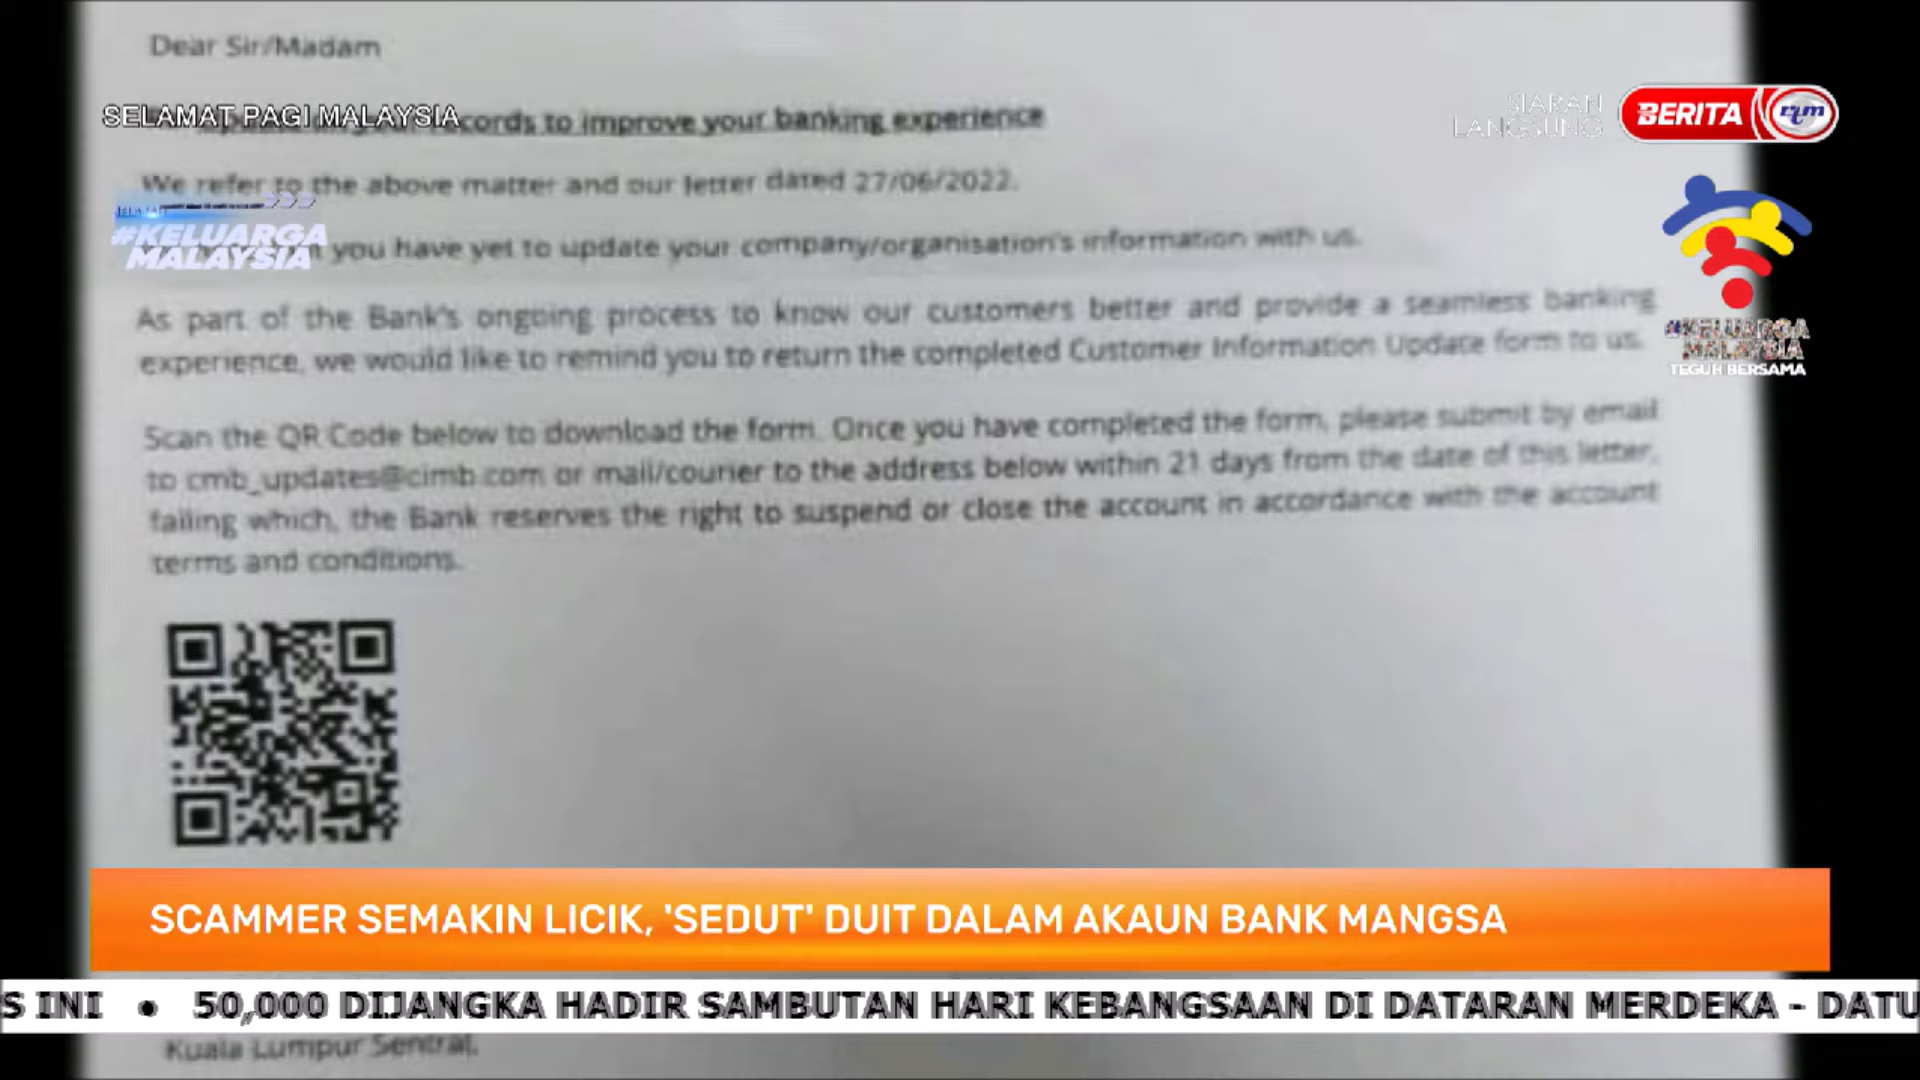 Dear Sir/Madam
SELAMAT PAGI MALAYSIA
to improve your banking experience
SIARAN
LANGSUNG
BERITA rtm
We refer to the above matter and our letter dated 27/06/2022.
#KELUARGA
MALAYSIA
you have yet to update your company/organisation's information with us.
As part of the Bank's ongoing process to know our customers better and provide a seamless banking
experience, we would like to remind you to return the completed Customer Information Update form to us.
#KELUARGA
MALAYSIA
TEGUH BERSAMA
Scan the QR Code below to download the form. Once you have completed the form, please submit by email
to cmb_updates@cimb.com or mail/courier to the address below within 21 days from the date of this letter,
failing which, the Bank reserves the right to suspend or close the account in accordance with the account
terms and conditions.
SCAMMER SEMAKIN LICIK, 'SEDUT' DUIT DALAM AKAUN BANK MANGSA
S INI • 50,000 DIJANGKA HADIR SAMBUTAN HARI KEBANGSAAN DI DATARAN MERDEKA - DATU
Kuala Lumpur Sentral,